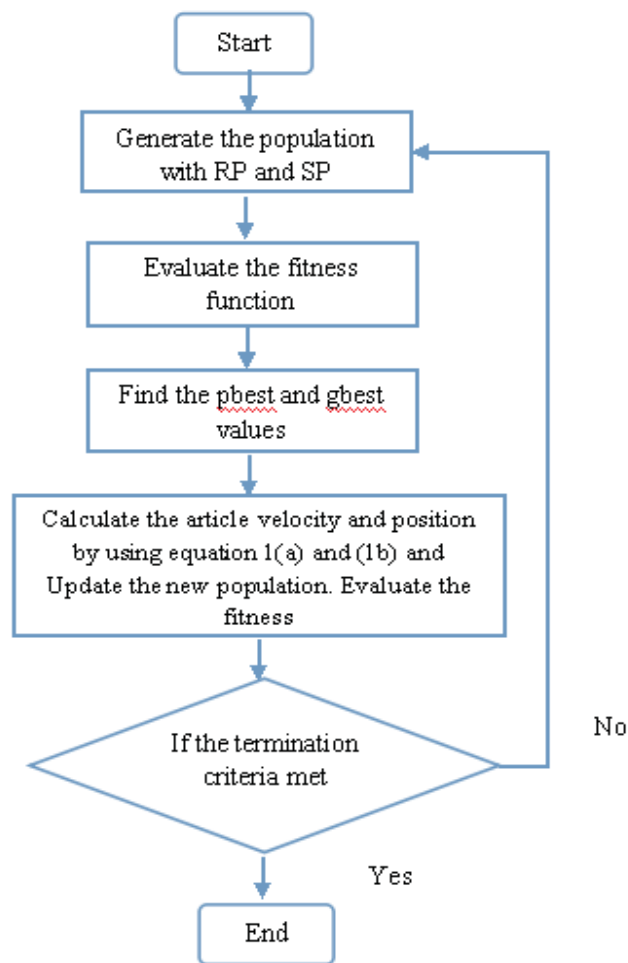 Start
Generate the population
with RP and SP
Evaluate the fitness
function
Find the pbest and gbest
values
Calculate the article velocity and position
by using equation 1(a) and (1b) and
Update the new population. Evaluate the
fitness
If the termination
criteria met
No
Yes
End